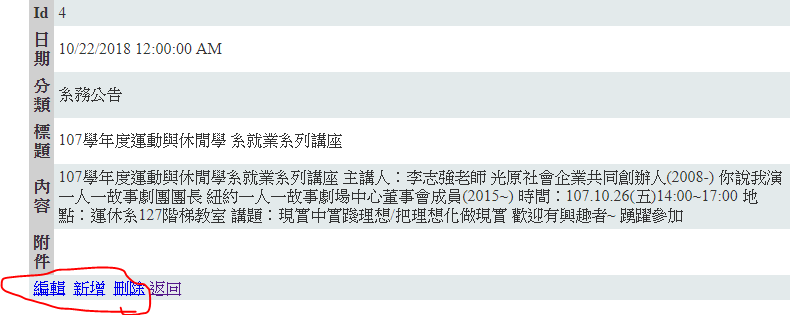 Id 4
日期 10/22/2018 12:00:00 AM
分類 系務公告
標題 107學年度運動與休閒學 系就業系列講座
內容 107學年度運動與休閒學系就業系列講座 主講人：李志強老師 光原社會企業共同創辦人(2008-) 你說我演
一人一故事劇團團長 紐約一人一故事劇場中心董事會成員(2015~) 時間：107.10.26(五)14:00~17:00 地
點：運休系127階梯教室 講題：現實中實踐理想/把理想化做現實 歡迎有興趣者~ 踴躍參加
附件
編輯 新增 刪除 返回